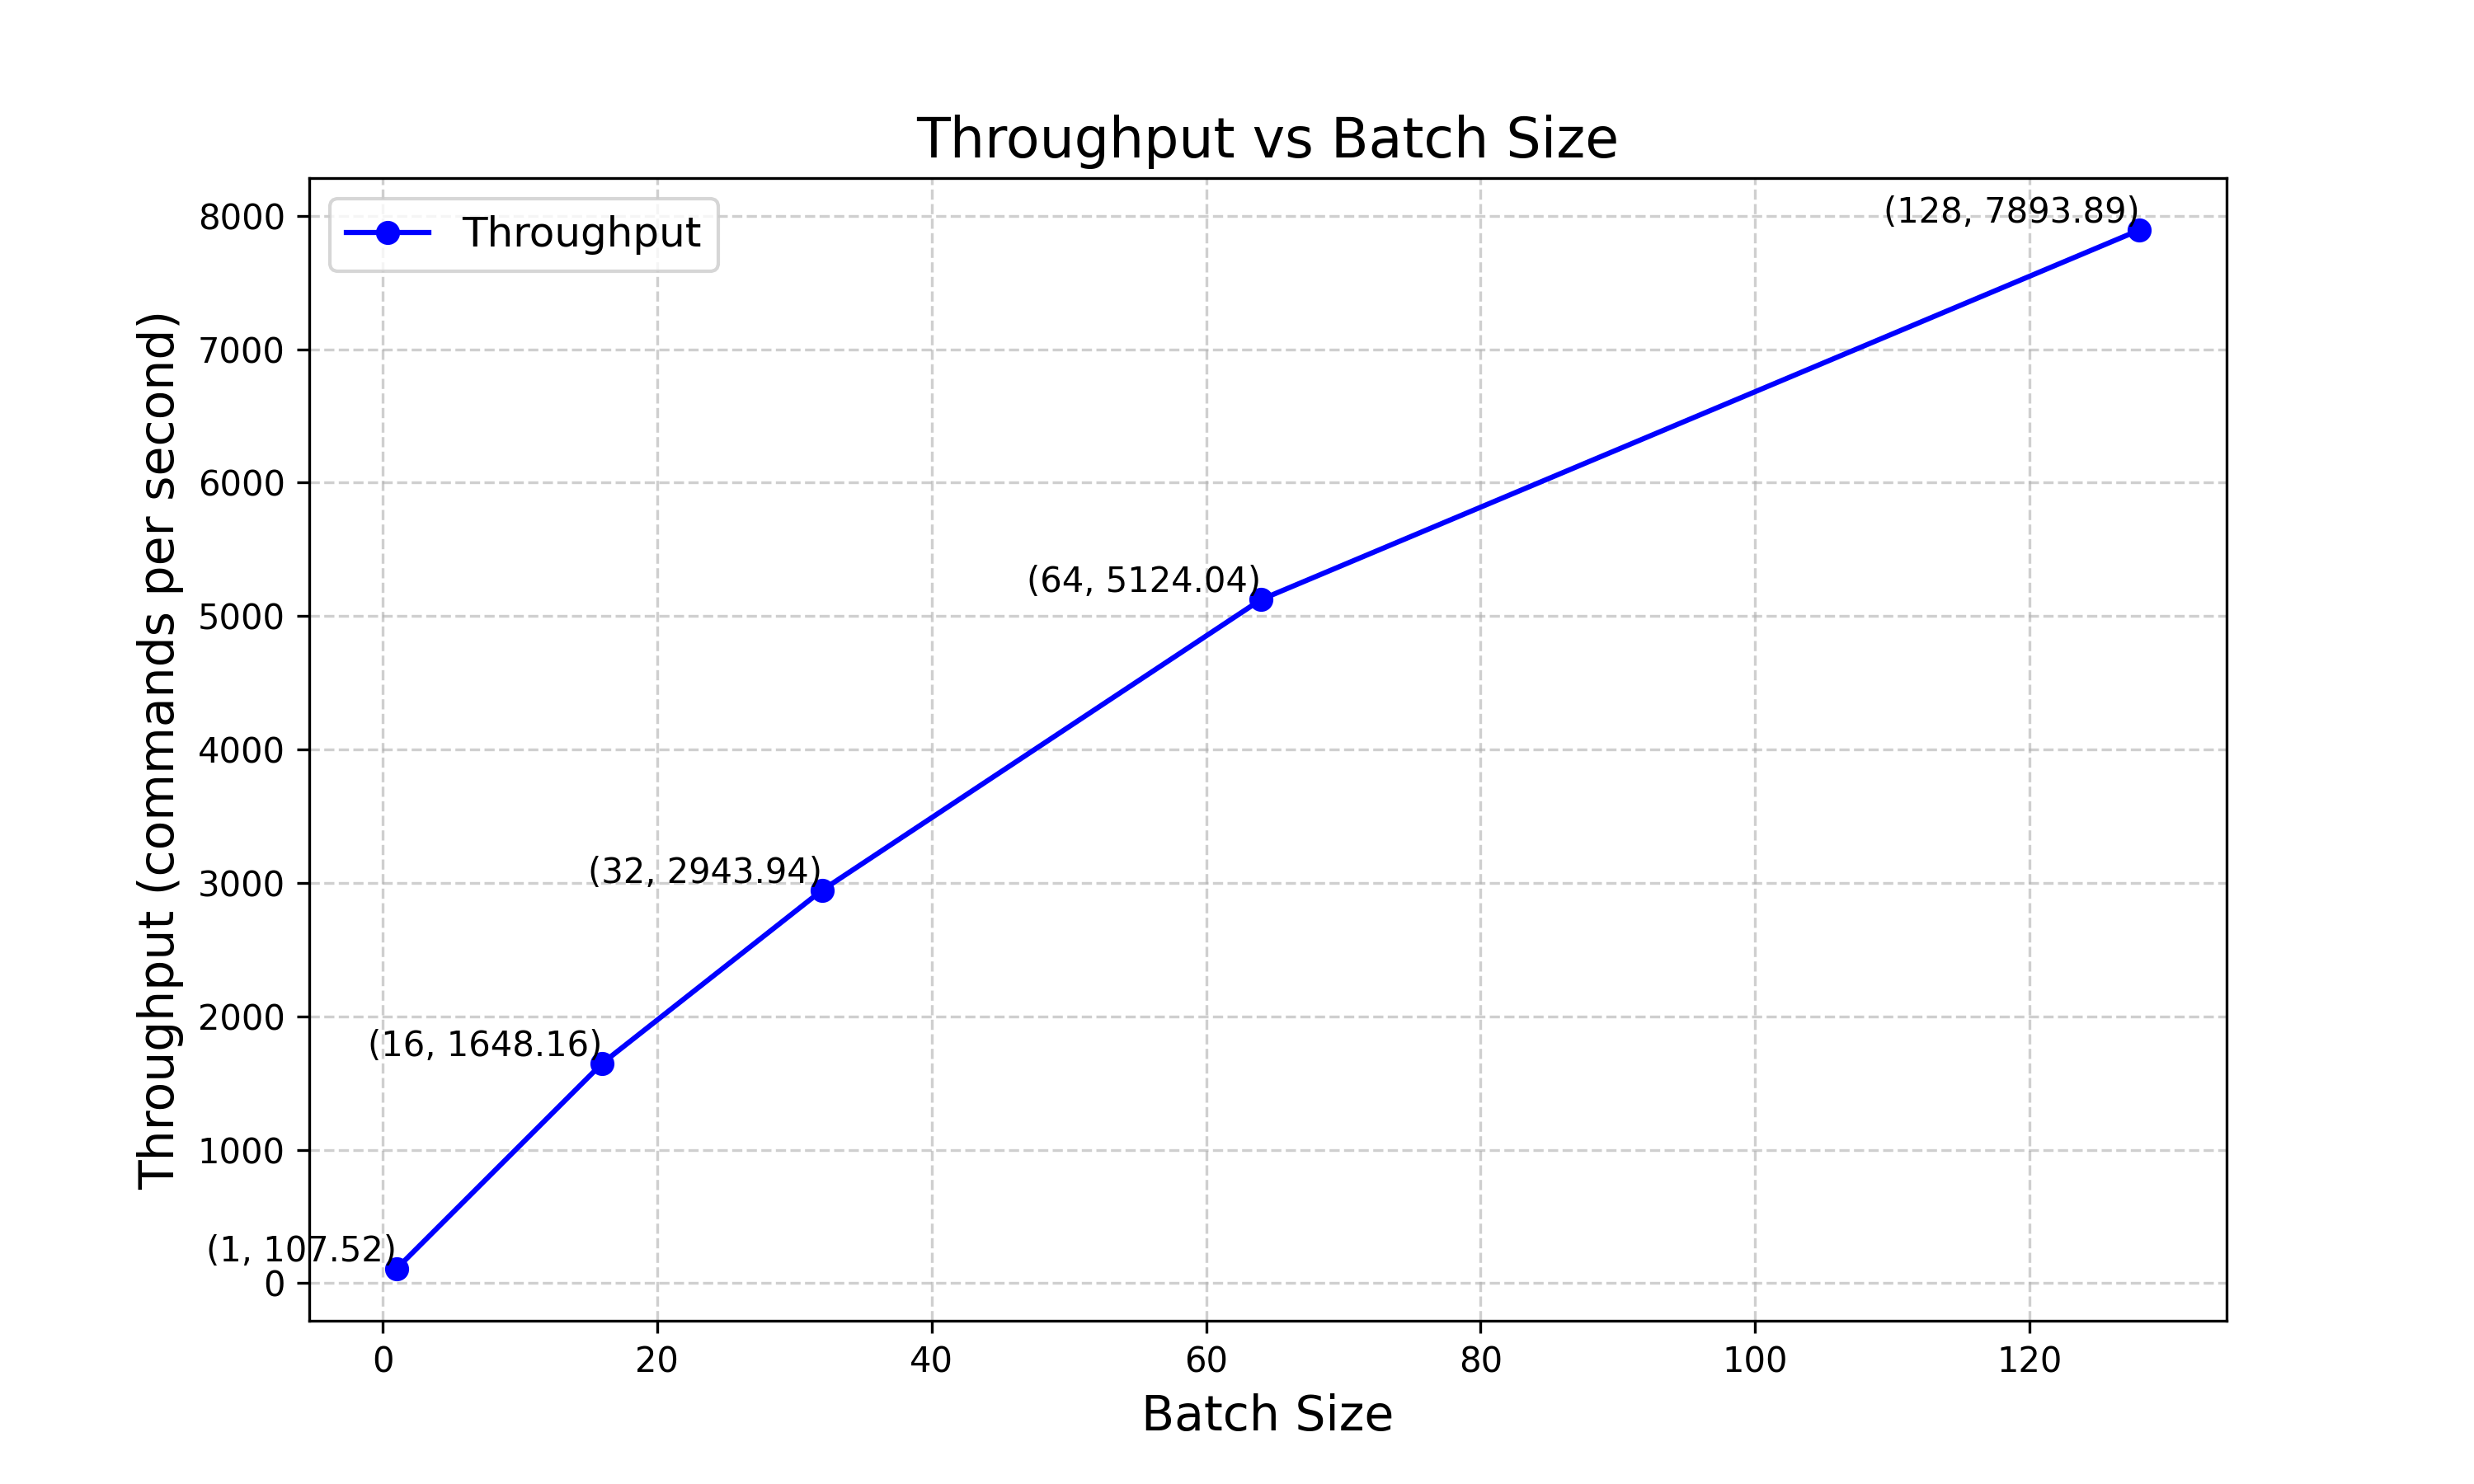 Throughput vs Batch Size
Throughput
Throughput (commands per second)
8000
7000
6000
5000
4000
3000
2000
1000
0
(128, 7893.89)
(64, 5124.04)
(32, 2943.94)
(16, 1648.16)
(1, 107.52)
0 20 40 60 80 100 120
Batch Size